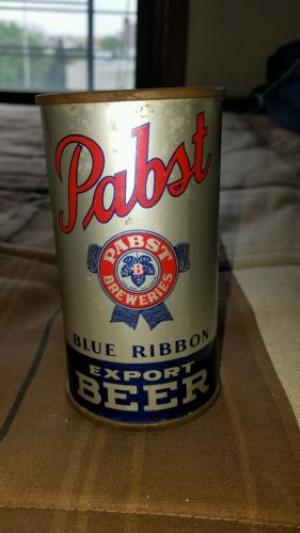 Pabst
PABST
B
BREWERIES
BLUE RIBBON
EXPORT
BEER